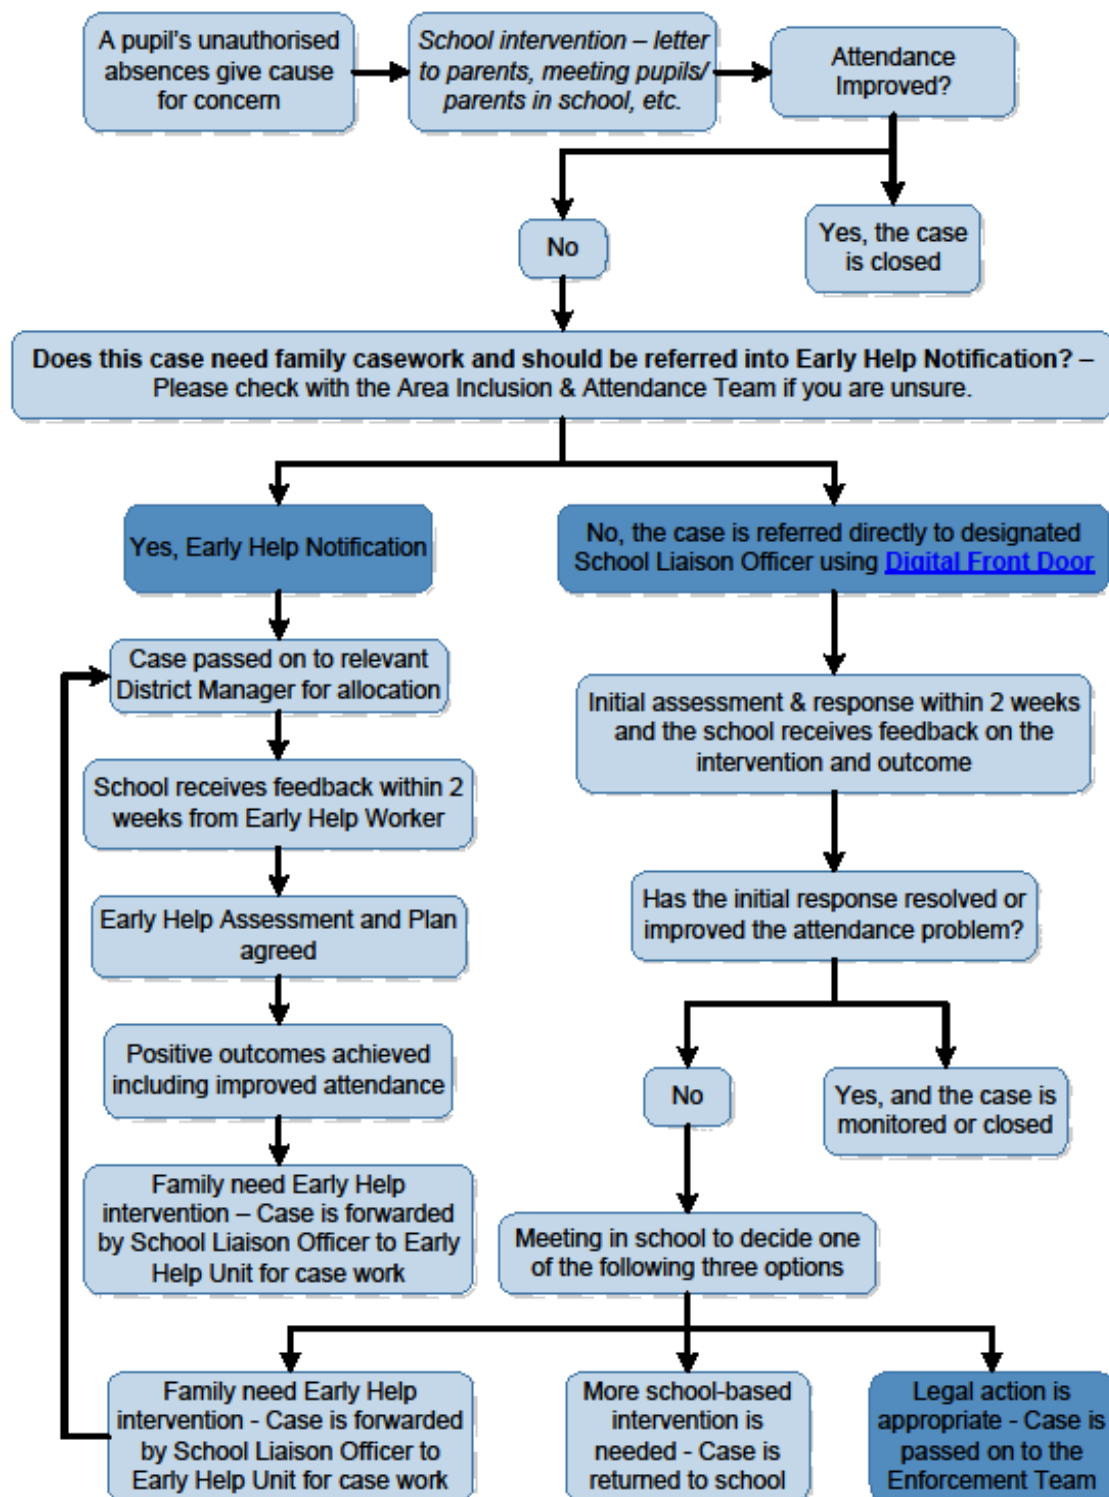 A pupil's unauthorised
absences give cause
for concern
School intervention – letter
to parents, meeting pupils/
parents in school, etc.
Attendance
Improved?
No
Yes, the case
is closed
Does this case need family casework and should be referred into Early Help Notification? –
Please check with the Area Inclusion & Attendance Team if you are unsure.
Yes, Early Help Notification
No, the case is referred directly to designated
School Liaison Officer using Digital Front Door
Case passed on to relevant
District Manager for allocation
School receives feedback within 2
weeks from Early Help Worker
Early Help Assessment and Plan
agreed
Positive outcomes achieved
including improved attendance
Family need Early Help
intervention – Case is forwarded
by School Liaison Officer to Early
Help Unit for case work
Initial assessment & response within 2 weeks
and the school receives feedback on the
intervention and outcome
Has the initial response resolved or
improved the attendance problem?
No
Yes, and the case is
monitored or closed
Meeting in school to decide one
of the following three options
Family need Early Help
intervention - Case is forwarded
by School Liaison Officer to
Early Help Unit for case work
More school-based
intervention is
needed - Case is
returned to school
Legal action is
appropriate - Case is
passed on to the
Enforcement Team